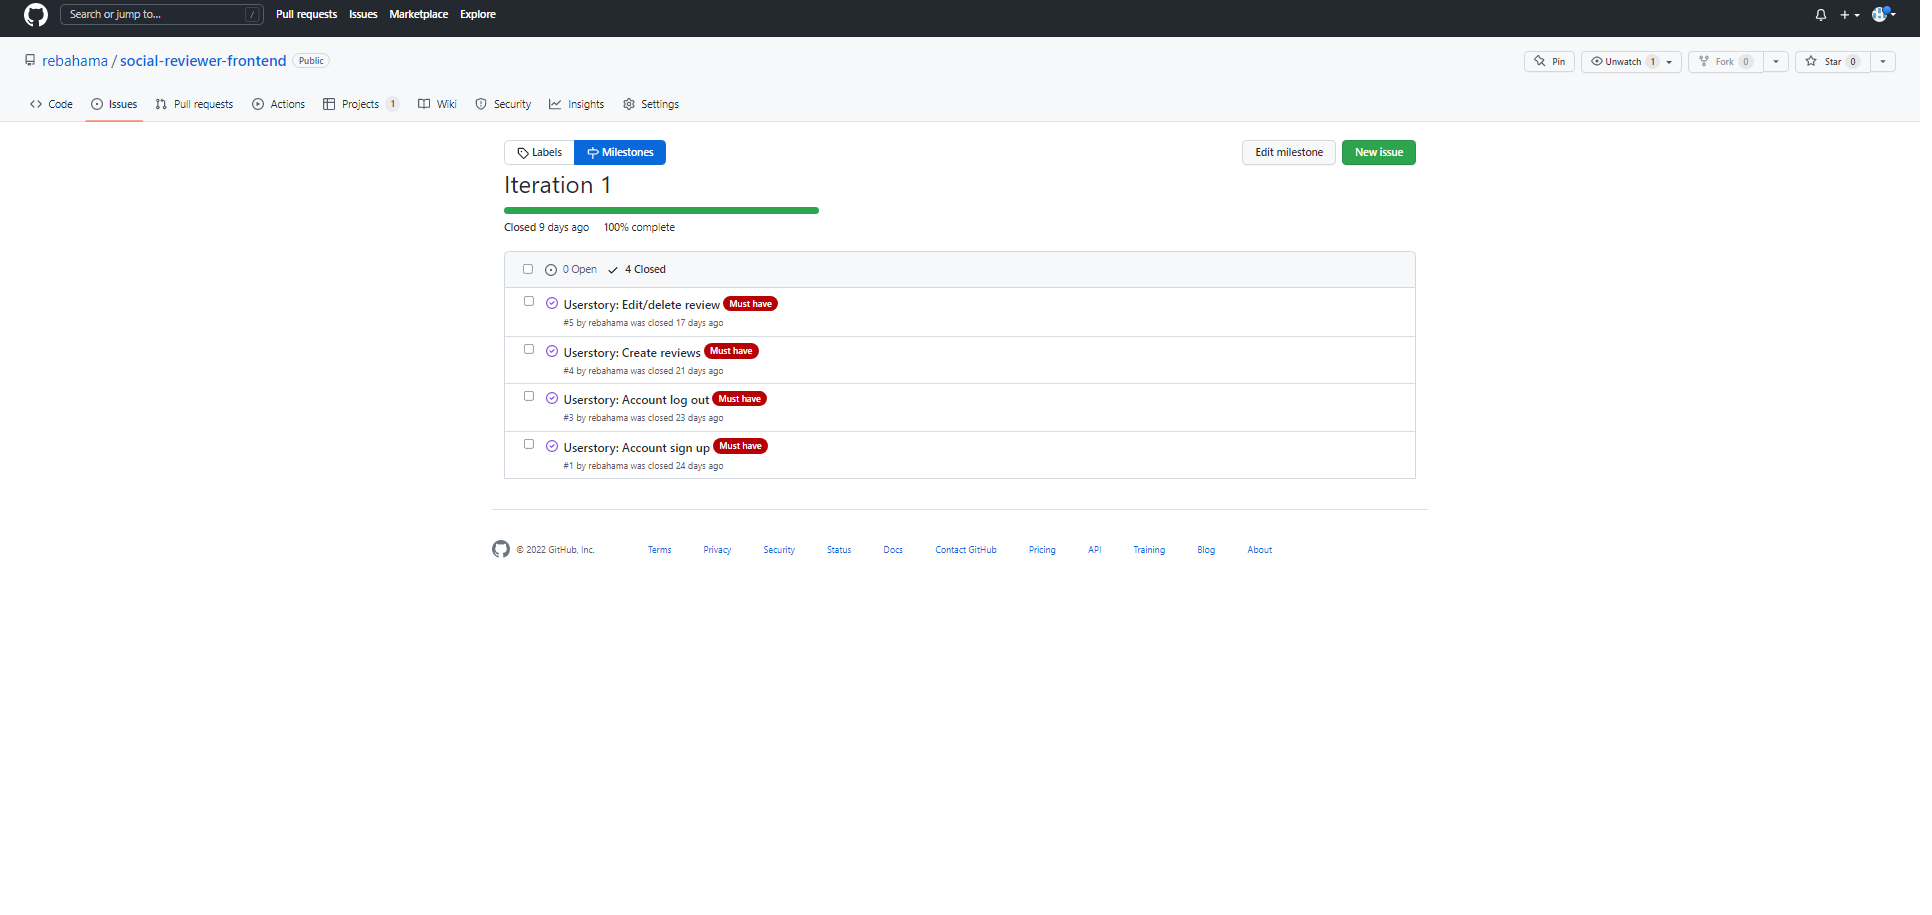 Search or jump to... /
Pull requests Issues Marketplace Explore
rebahama / social-reviewer-frontend Public
Pin Unwatch 1 Fork 0 Star 0
Code Issues Pull requests Actions Projects 1 Wiki Security Insights Settings
Labels Milestones Edit milestone New issue
Iteration 1
Closed 9 days ago 100% complete
0 Open 4 Closed
Userstory: Edit/delete review Must have
#5 by rebahama was closed 17 days ago
Userstory: Create reviews Must have
#4 by rebahama was closed 21 days ago
Userstory: Account log out Must have
#3 by rebahama was closed 23 days ago
Userstory: Account sign up Must have
#1 by rebahama was closed 24 days ago
© 2022 GitHub, Inc. Terms Privacy Security Status Docs Contact GitHub Pricing API Training Blog About